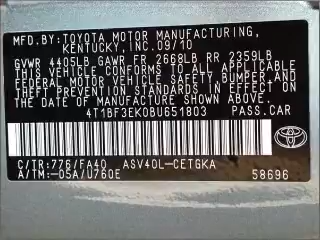 MFD.BY:TOYOTA MOTOR MANUFACTURING,
KENTUCKY, INC. 09/10
GVWR 4405LB GAWR FR 2668LB RR 2359LB
THIS VEHICLE CONFORMS TO ALL APPLICABLE
FEDERAL MOTOR VEHICLE SAFETY, BUMPER, AND
THEFT PREVENTION STANDARDS IN EFFECT ON
THE DATE OF MANUFACTURE SHOWN ABOVE.
4T1BF3EK0BU651803 PASS.CAR
C/TR:776/FA40 ASV40L-CETGKA
A/TM:-05A/U760E 58696
TOYOTA